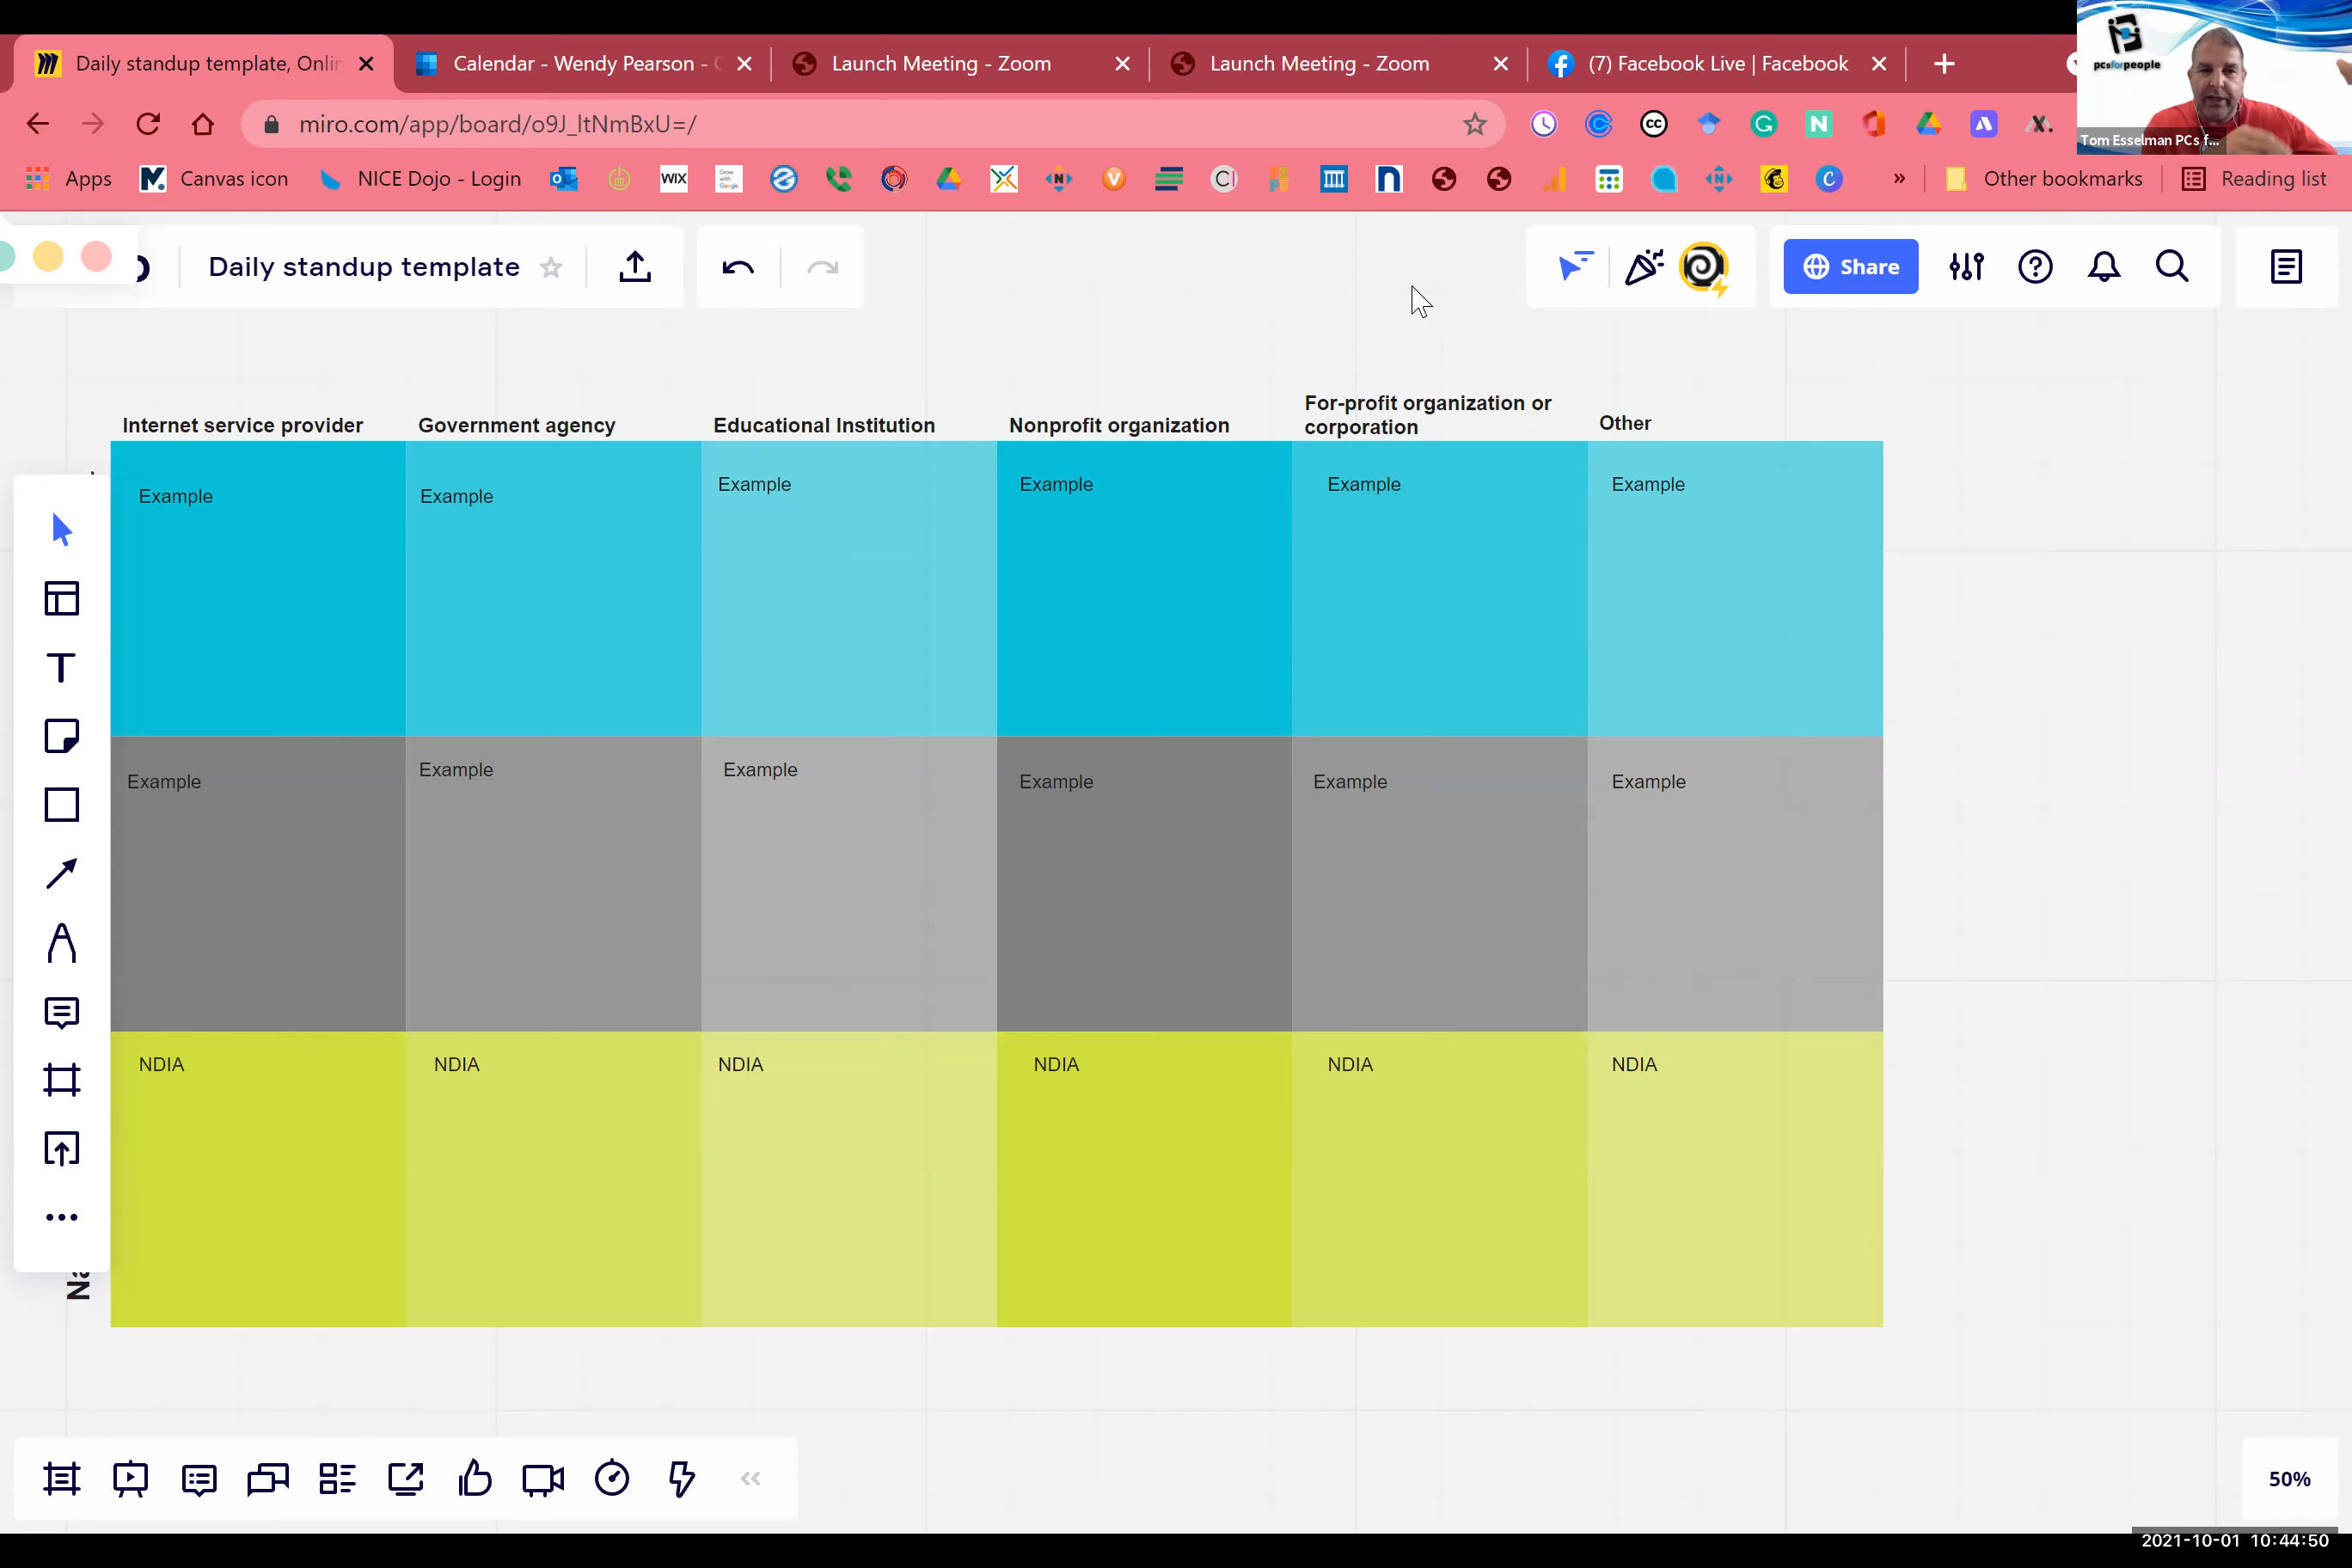 Daily standup template, Onlin
Calendar - Wendy Pearson -
Launch Meeting - Zoom
Launch Meeting - Zoom
(7) Facebook Live | Facebook
pcsforpeople
Tom Esselman PCs f...
miro.com/app/board/o9J_ltNmBxU=/
Apps
Canvas icon
NICE Dojo - Login
WIX
Other bookmarks
Reading list
Daily standup template
Share
Internet service provider
Government agency
Educational Institution
Nonprofit organization
For-profit organization or
corporation
Other
Example
Example
Example
Example
Example
Example
Example
Example
Example
Example
Example
Example
NDIA
NDIA
NDIA
NDIA
NDIA
NDIA
Na
50%
2021-10-01 10:44:50